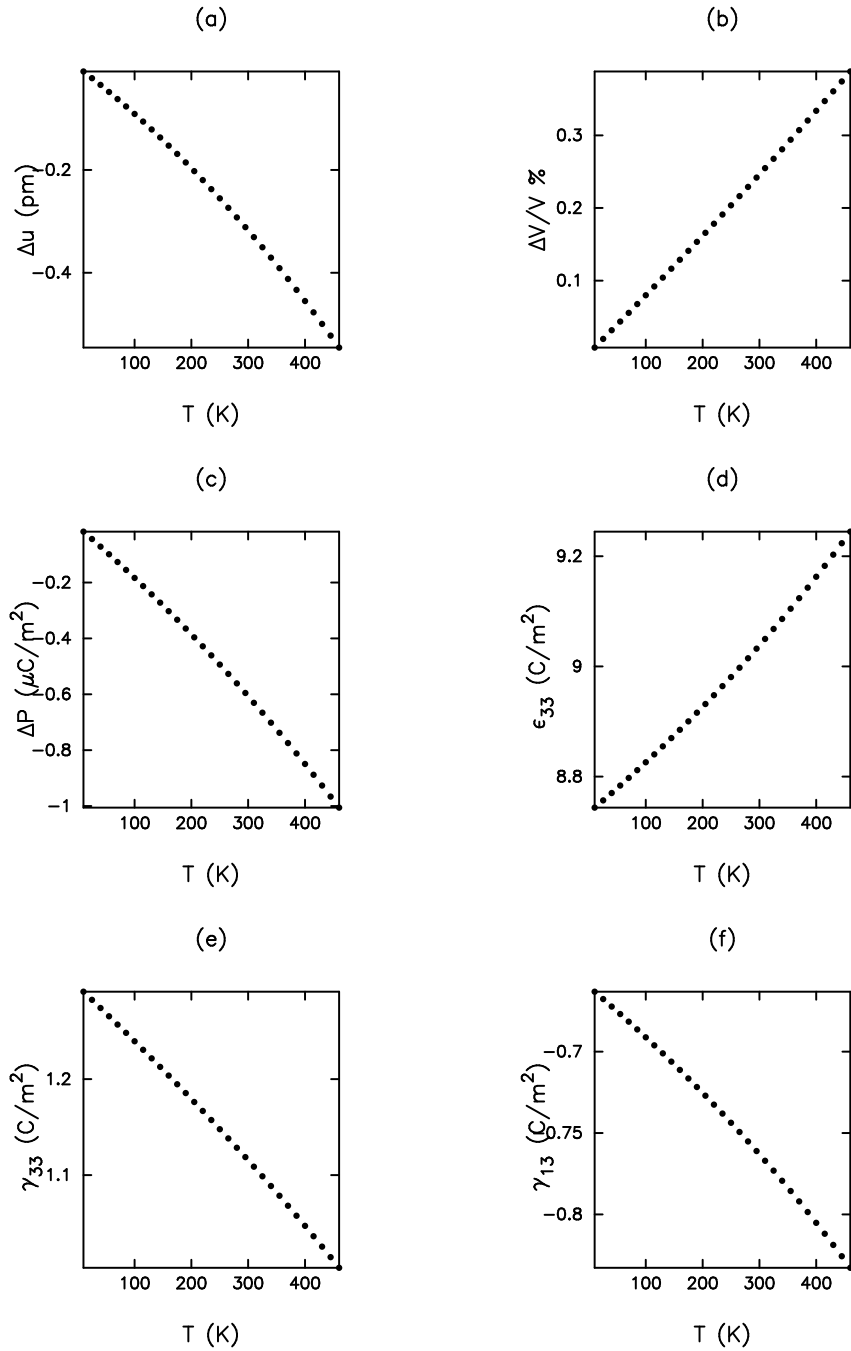 (a)
Δu (pm)
−0.2
−0.4
100 200 300 400
T (K)
(b)
ΔV/V %
0.3
0.2
0.1
100 200 300 400
T (K)
(c)
ΔP (μC/m²)
−0.2
−0.4
−0.6
−0.8
−1
100 200 300 400
T (K)
(d)
ϵ₃₃ (C/m²)
9.2
9
8.8
100 200 300 400
T (K)
(e)
γ₃₃ (C/m²)
1.2
1.1
100 200 300 400
T (K)
(f)
γ₁₃ (C/m²)
−0.7
−0.75
−0.8
100 200 300 400
T (K)